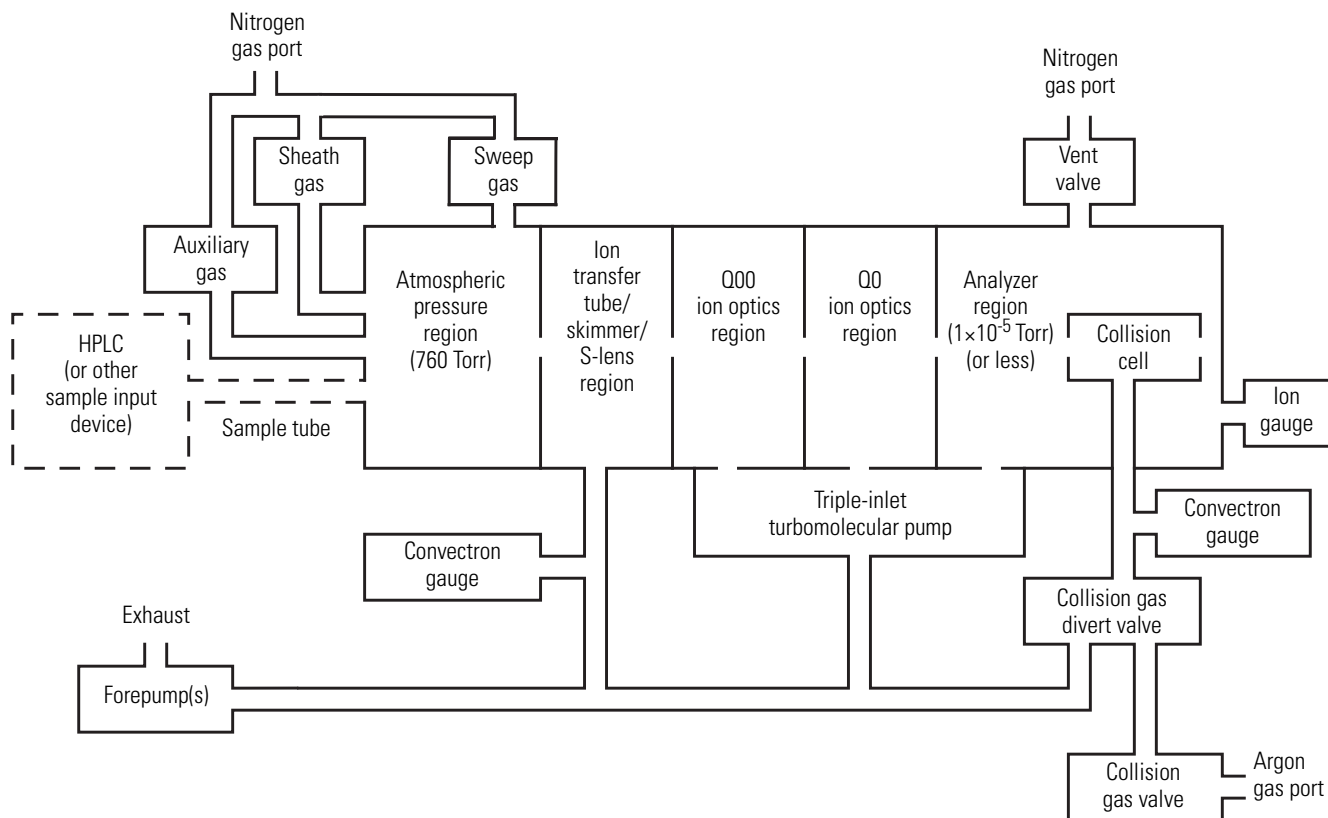 Nitrogen
gas port
Nitrogen
gas port
Sheath
gas
Sweep
gas
Vent
valve
Auxiliary
gas
Atmospheric
pressure
region
(760 Torr)
Ion
transfer
tube/
skimmer/
S-lens
region
Q00
ion optics
region
Q0
ion optics
region
Analyzer
region
(1×10⁻⁵ Torr)
(or less)
Collision
cell
HPLC
(or other
sample input
device)
Sample tube
Ion
gauge
Triple-inlet
turbomolecular pump
Convectron
gauge
Convectron
gauge
Collision gas
divert valve
Exhaust
Forepump(s)
Collision
gas valve
Argon
gas port